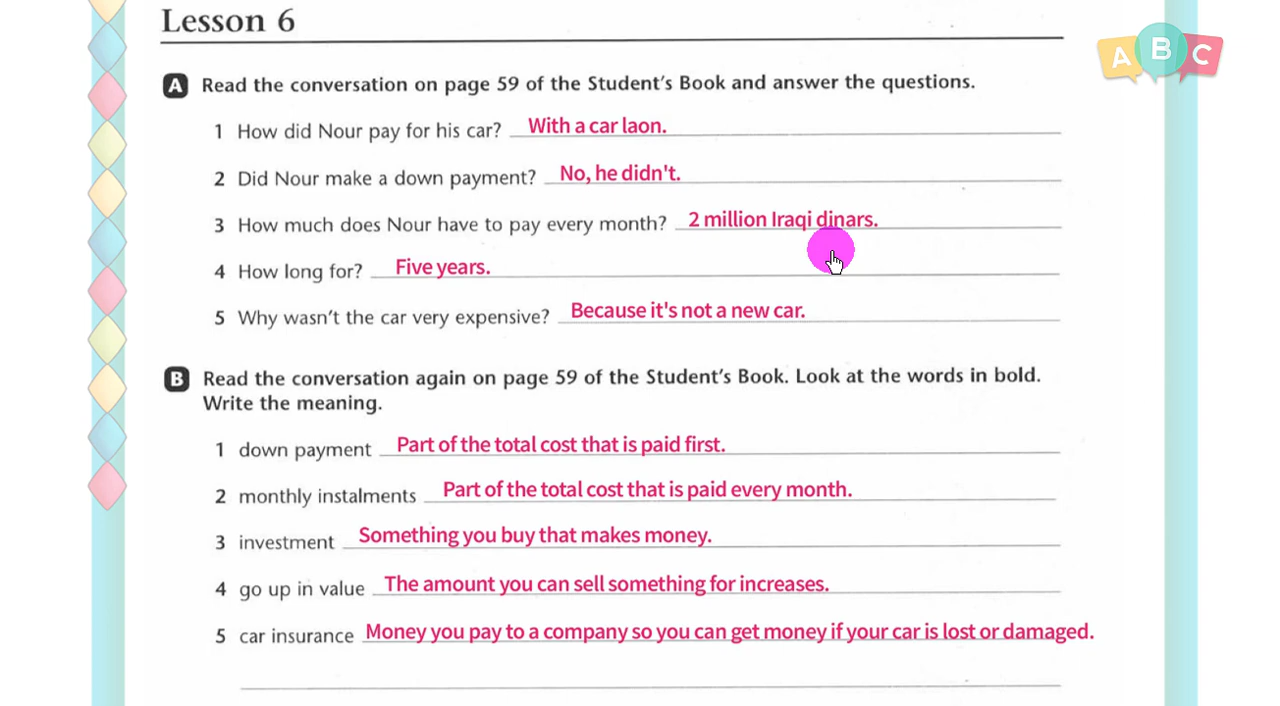 Lesson 6
A B C
A Read the conversation on page 59 of the Student's Book and answer the questions.
1 How did Nour pay for his car? With a car laon.
2 Did Nour make a down payment? No, he didn't.
3 How much does Nour have to pay every month? 2 million Iraqi dinars.
4 How long for? Five years.
5 Why wasn't the car very expensive? Because it's not a new car.
B Read the conversation again on page 59 of the Student's Book. Look at the words in bold.
Write the meaning.
1 down payment Part of the total cost that is paid first.
2 monthly instalments Part of the total cost that is paid every month.
3 investment Something you buy that makes money.
4 go up in value The amount you can sell something for increases.
5 car insurance Money you pay to a company so you can get money if your car is lost or damaged.